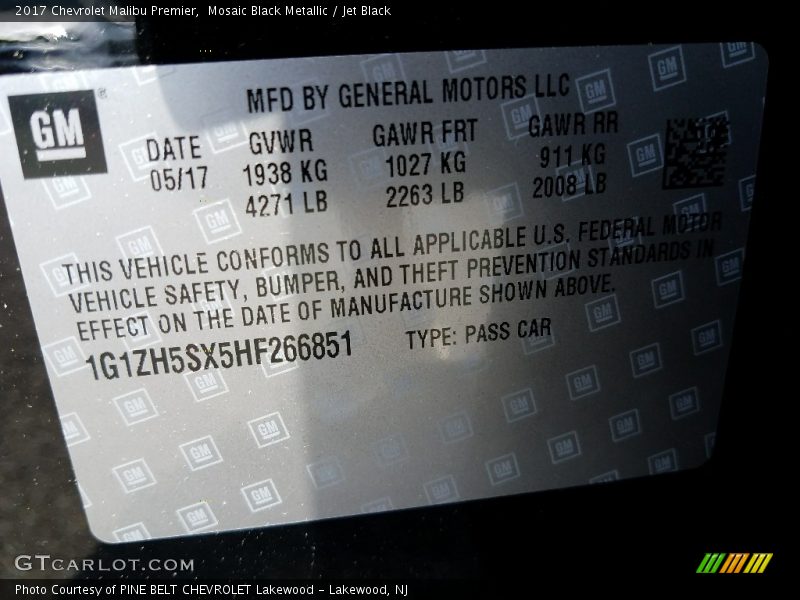 2017 Chevrolet Malibu Premier,  Mosaic Black Metallic / Jet Black
GM ®
MFD BY GENERAL MOTORS LLC
DATE GVWR GAWR FRT GAWR RR
05/17 1938 KG 1027 KG 911 KG
4271 LB 2263 LB 2008 LB
THIS VEHICLE CONFORMS TO ALL APPLICABLE U.S. FEDERAL MOTOR
VEHICLE SAFETY, BUMPER, AND THEFT PREVENTION STANDARDS IN
EFFECT ON THE DATE OF MANUFACTURE SHOWN ABOVE.
1G1ZH5SX5HF266851 TYPE: PASS CAR
GTCARLOT.COM
Photo Courtesy of PINE BELT CHEVROLET Lakewood - Lakewood, NJ